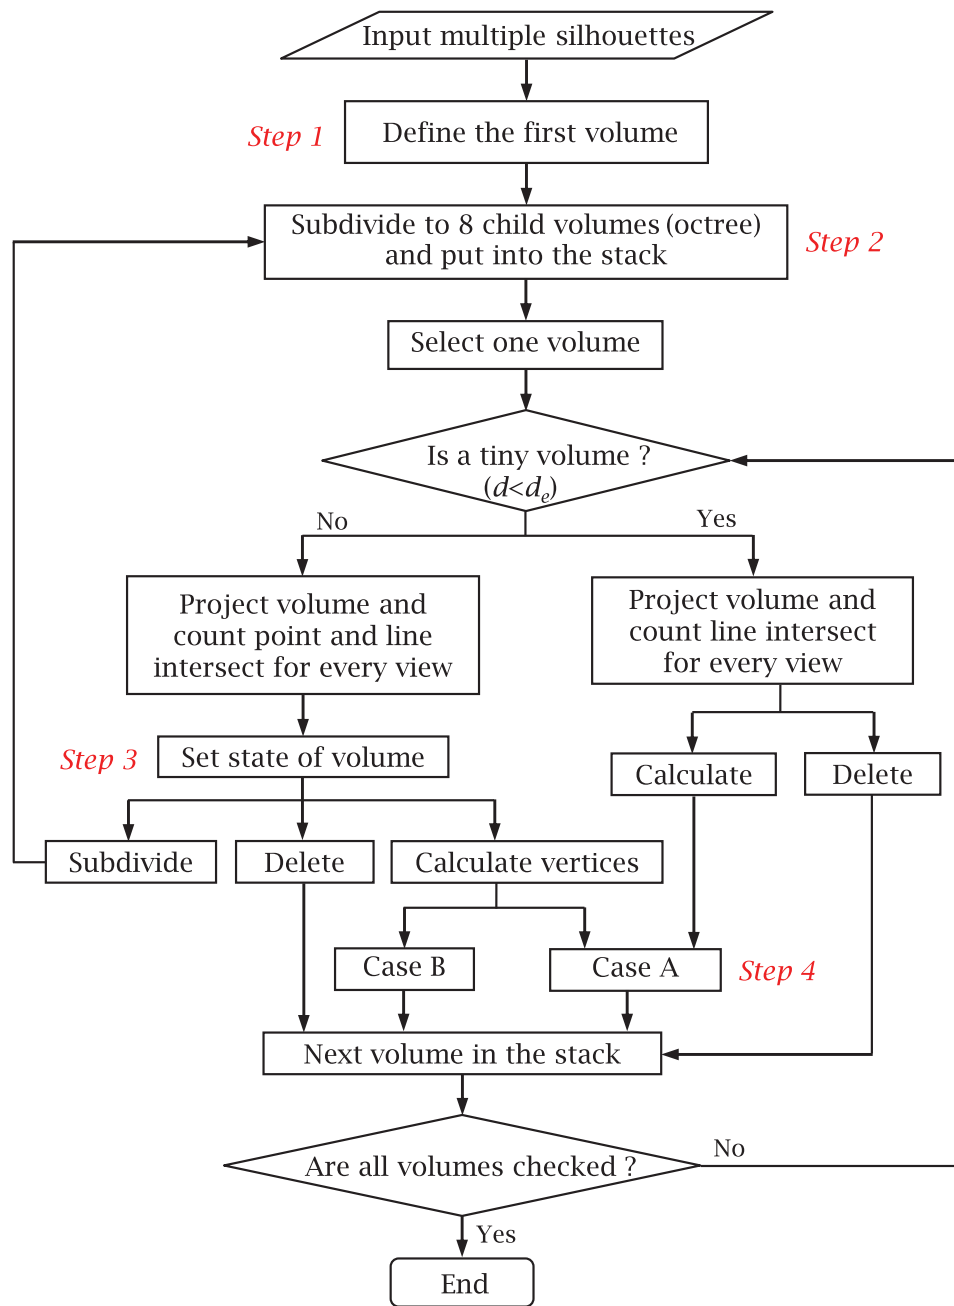 Input multiple silhouettes
Step 1
Define the first volume
Subdivide to 8 child volumes (octree)
and put into the stack
Step 2
Select one volume
Is a tiny volume ?
(d<dₑ)
No
Yes
Project volume and
count point and line
intersect for every view
Project volume and
count line intersect
for every view
Step 3
Set state of volume
Calculate
Delete
Subdivide
Delete
Calculate vertices
Case B
Case A
Step 4
Next volume in the stack
Are all volumes checked ?
No
Yes
End